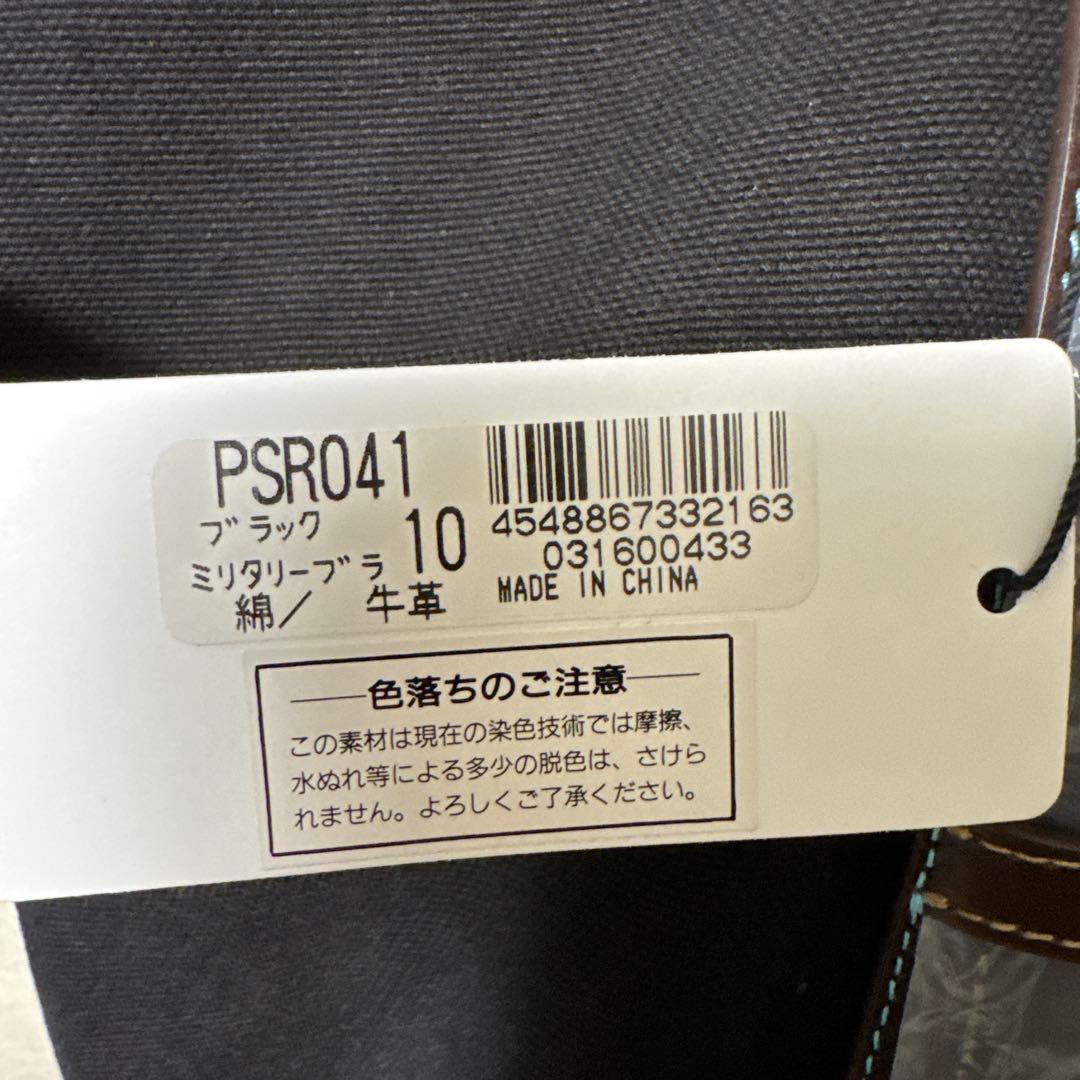 PSR041
ブラック 10
ミリタリーブラ
綿/ 牛革
4548867332163
031600433
MADE IN CHINA
色落ちのご注意
この素材は現在の染色技術では摩擦、
水ぬれ等による多少の脱色は、さけら
れません。よろしくご了承ください。